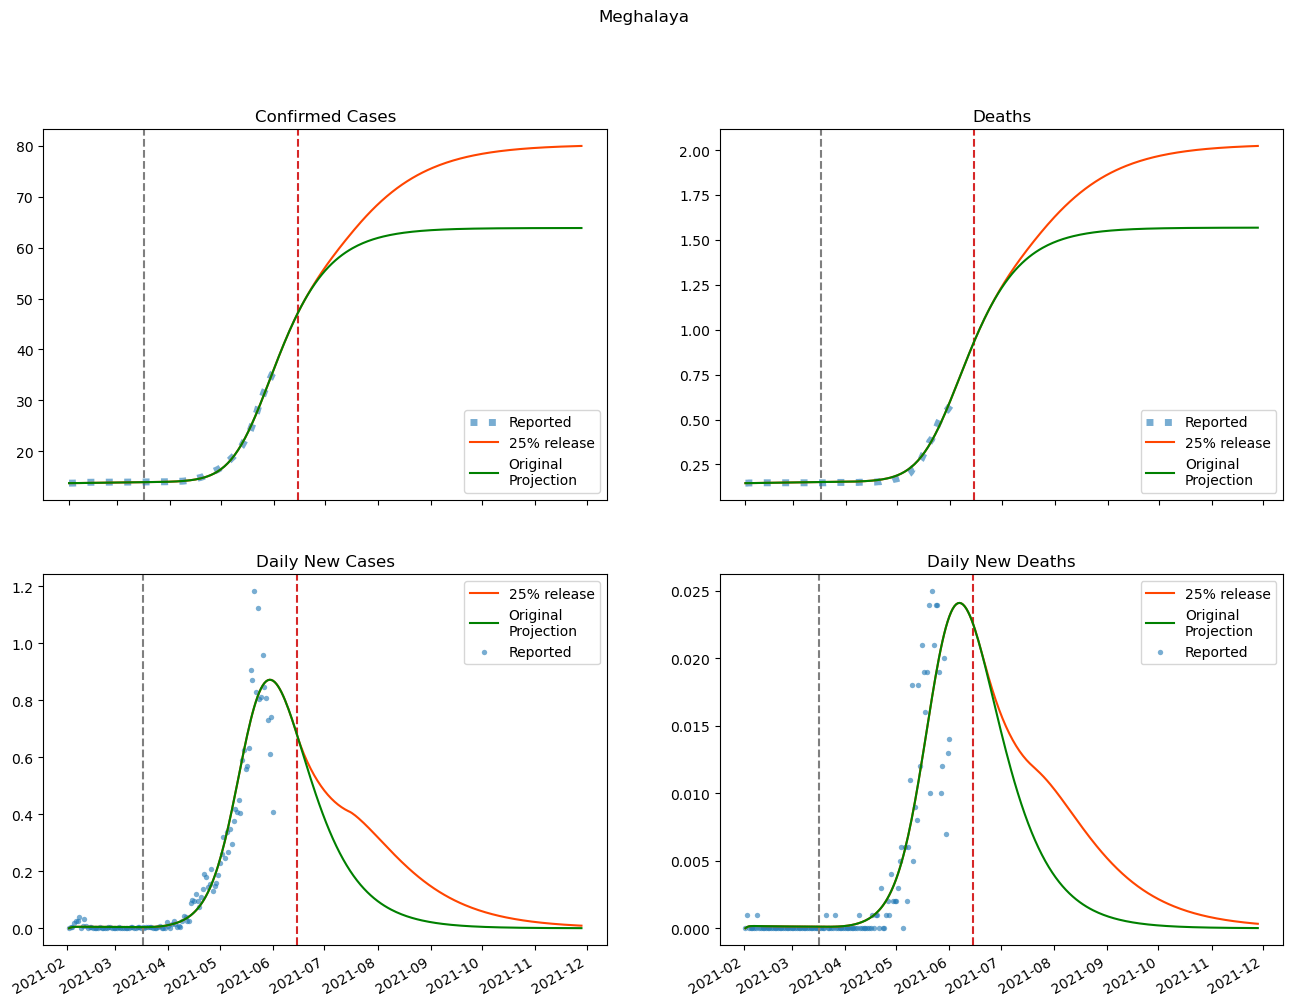 Meghalaya
Confirmed Cases
80
70
60
50
40
30
20
Reported
25% release
Original
Projection
Deaths
2.00
1.75
1.50
1.25
1.00
0.75
0.50
0.25
Reported
25% release
Original
Projection
Daily New Cases
1.2
1.0
0.8
0.6
0.4
0.2
0.0
25% release
Original
Projection
Reported
2021-02
2021-03
2021-04
2021-05
2021-06
2021-07
2021-08
2021-09
2021-10
2021-11
2021-12
Daily New Deaths
0.025
0.020
0.015
0.010
0.005
0.000
25% release
Original
Projection
Reported
2021-02
2021-03
2021-04
2021-05
2021-06
2021-07
2021-08
2021-09
2021-10
2021-11
2021-12